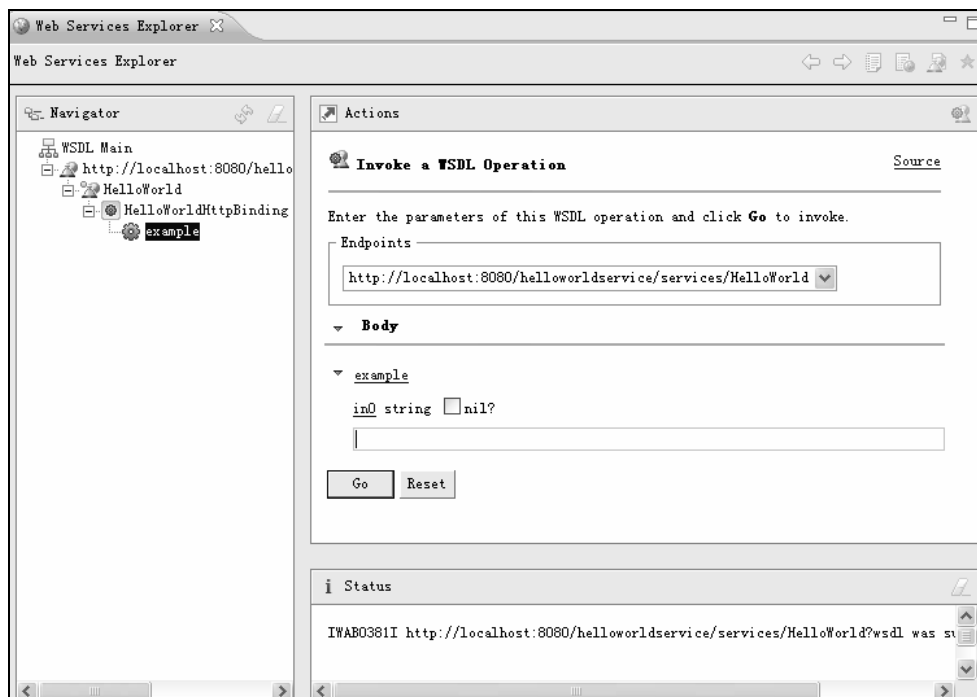 Web Services Explorer
Web Services Explorer
Navigator
WSDL Main
http://localhost:8080/hello
HelloWorld
HelloWorldHttpBinding
example
Actions
Invoke a WSDL Operation
Source
Enter the parameters of this WSDL operation and click Go to invoke.
Endpoints
http://localhost:8080/helloworldservice/services/HelloWorld
Body
example
in0 string nil?
Go Reset
i Status
IWAB0381I http://localhost:8080/helloworldservice/services/HelloWorld?wsdl was su